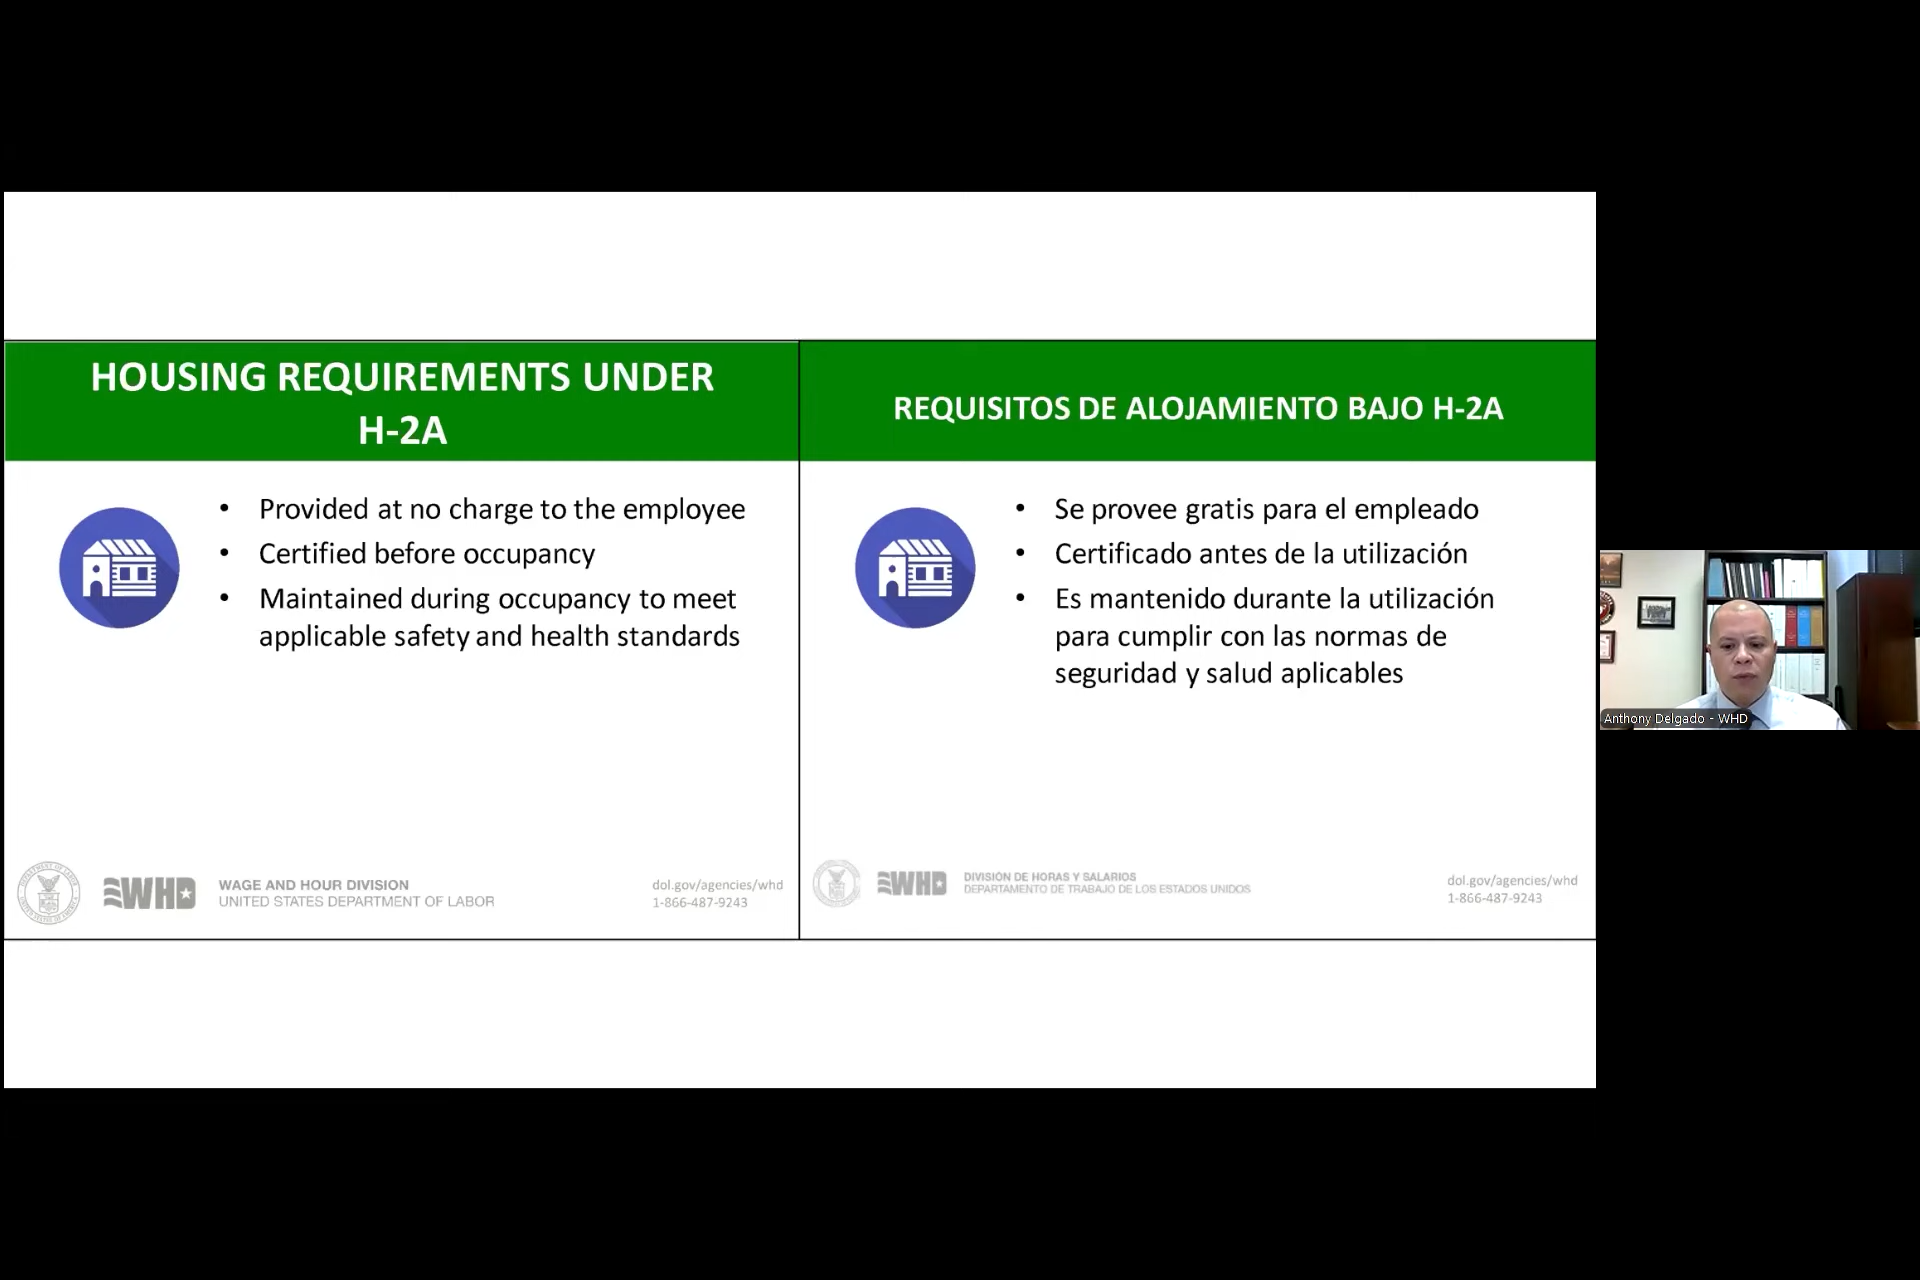 HOUSING REQUIREMENTS UNDER
H-2A
• Provided at no charge to the employee
• Certified before occupancy
• Maintained during occupancy to meet
applicable safety and health standards
WHD
WAGE AND HOUR DIVISION
UNITED STATES DEPARTMENT OF LABOR
dol.gov/agencies/whd
1-866-487-9243
REQUISITOS DE ALOJAMIENTO BAJO H-2A
• Se provee gratis para el empleado
• Certificado antes de la utilización
• Es mantenido durante la utilización
para cumplir con las normas de
seguridad y salud aplicables
WHD
DIVISIÓN DE HORAS Y SALARIOS
DEPARTAMENTO DE TRABAJO DE LOS ESTADOS UNIDOS
dol.gov/agencies/whd
1-866-487-9243
Anthony Delgado - WHD